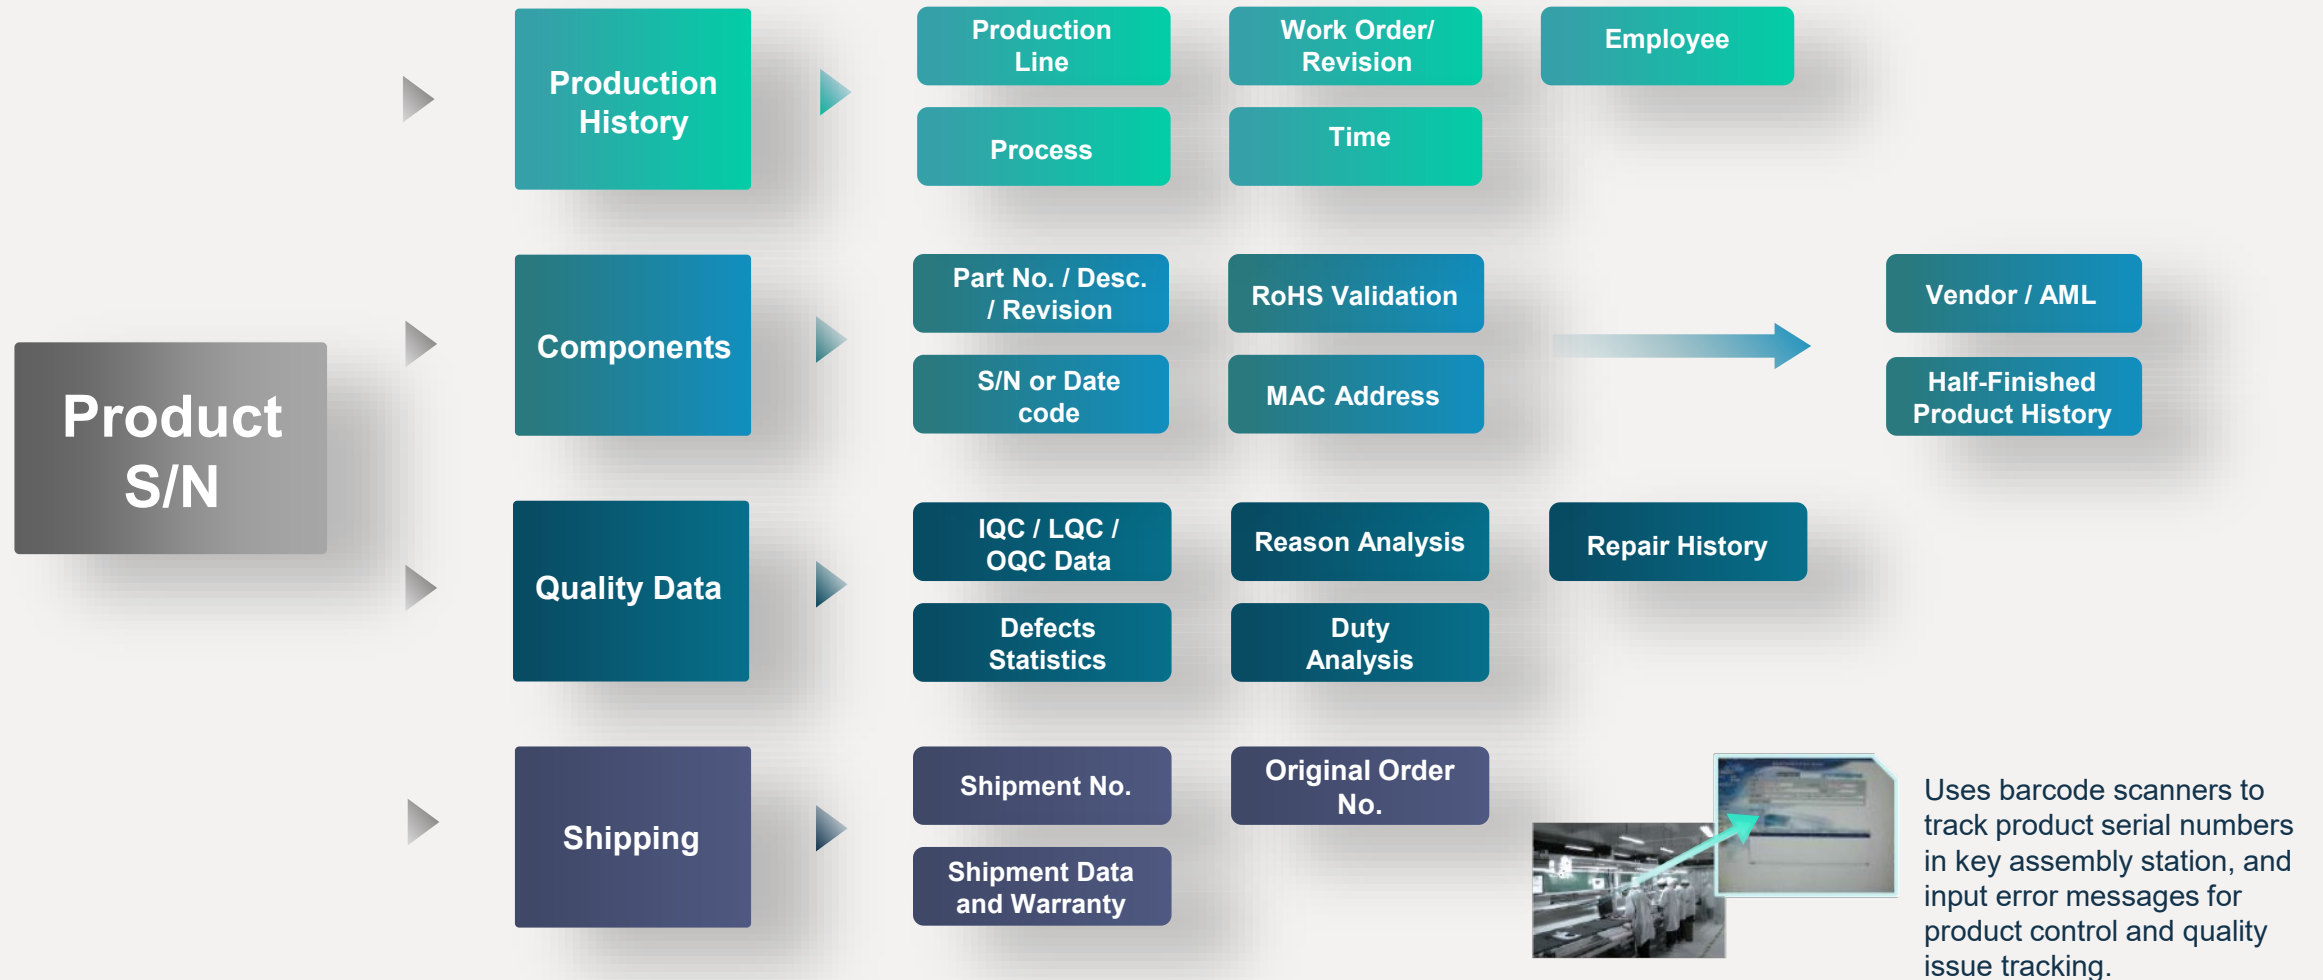 Product
S/N
Production
History
Production
Line
Work Order/
Revision
Employee
Process
Time
Components
Part No. / Desc.
/ Revision
RoHS Validation
S/N or Date
code
MAC Address
Vendor / AML
Half-Finished
Product History
Quality Data
IQC / LQC /
OQC Data
Reason Analysis
Repair History
Defects
Statistics
Duty
Analysis
Shipping
Shipment No.
Original Order
No.
Shipment Data
and Warranty
Uses barcode scanners to
track product serial numbers
in key assembly station, and
input error messages for
product control and quality
issue tracking.